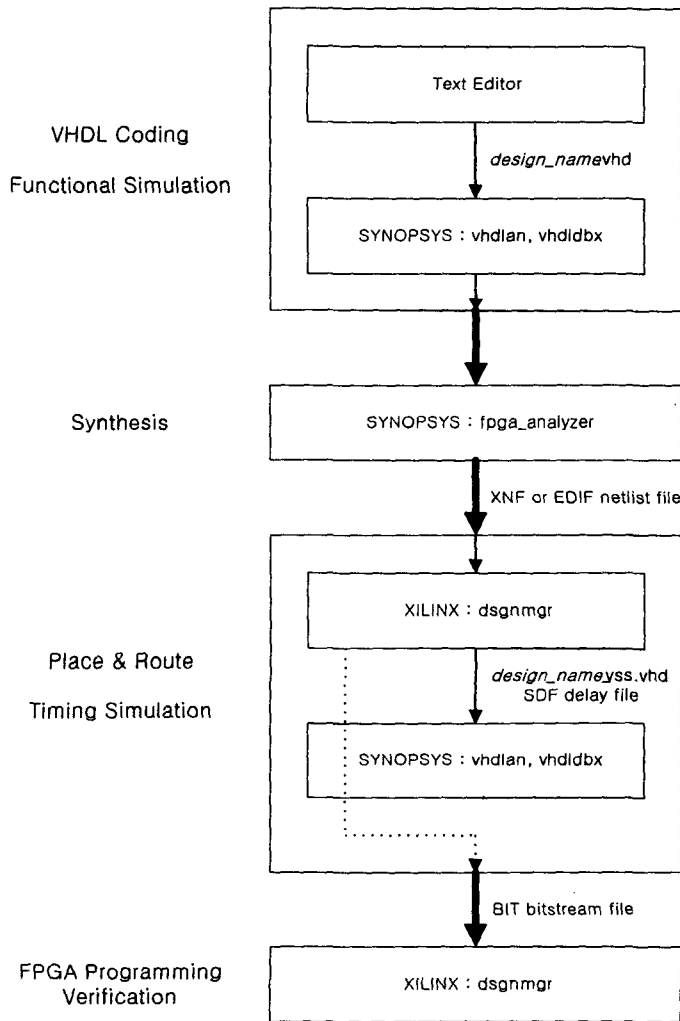 Text Editor
VHDL Coding
Functional Simulation
design_namevhd
SYNOPSYS : vhdlan, vhdldbx
Synthesis
SYNOPSYS : fpga_analyzer
XNF or EDIF netlist file
XILINX : dsgnmgr
Place & Route
Timing Simulation
design_namevss.vhd
SDF delay file
SYNOPSYS : vhdlan, vhdldbx
BIT bitstream file
FPGA Programming
Verification
XILINX : dsgnmgr